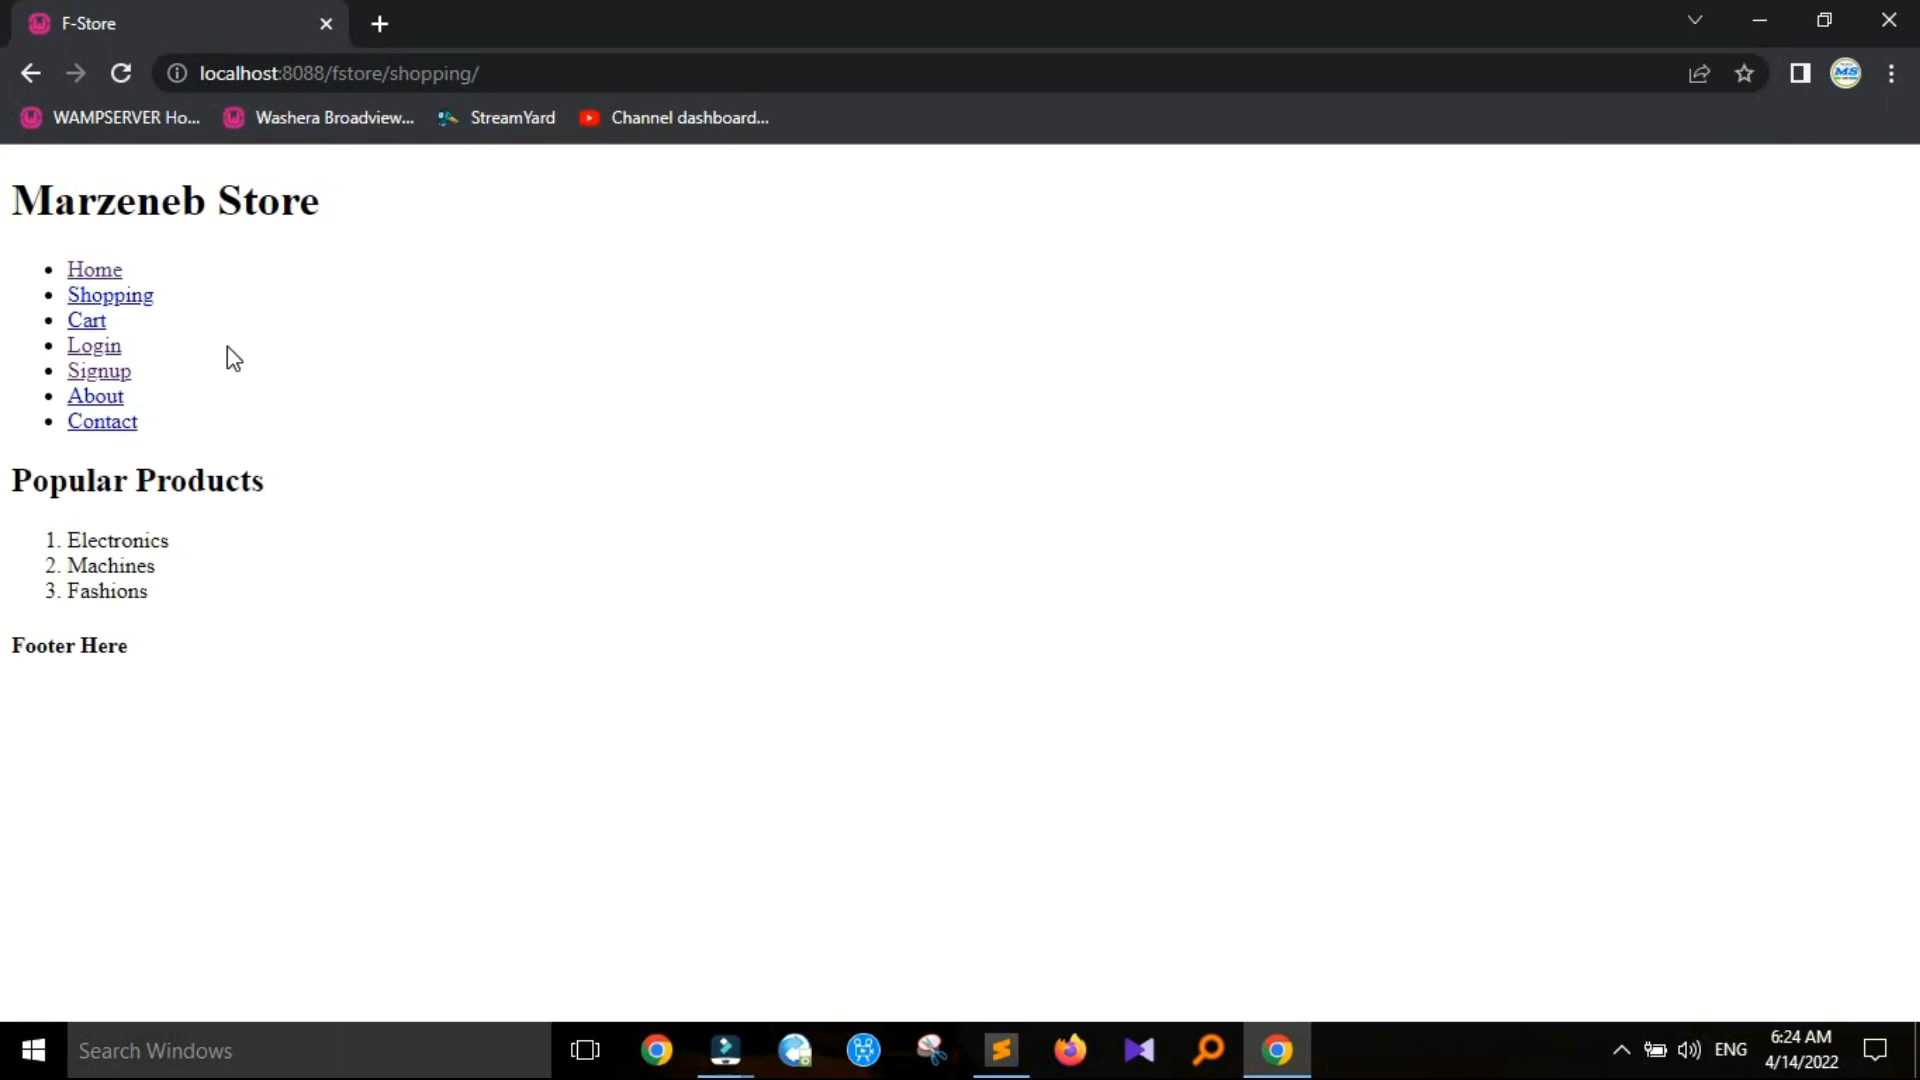 F-Store
localhost:8088/fstore/shopping/
WAMPSERVER Ho... Washera Broadview... StreamYard Channel dashboard...
Marzeneb Store
• Home
• Shopping
• Cart
• Login
• Signup
• About
• Contact
Popular Products
1. Electronics
2. Machines
3. Fashions
Footer Here
Search Windows
ENG
6:24 AM
4/14/2022
MS